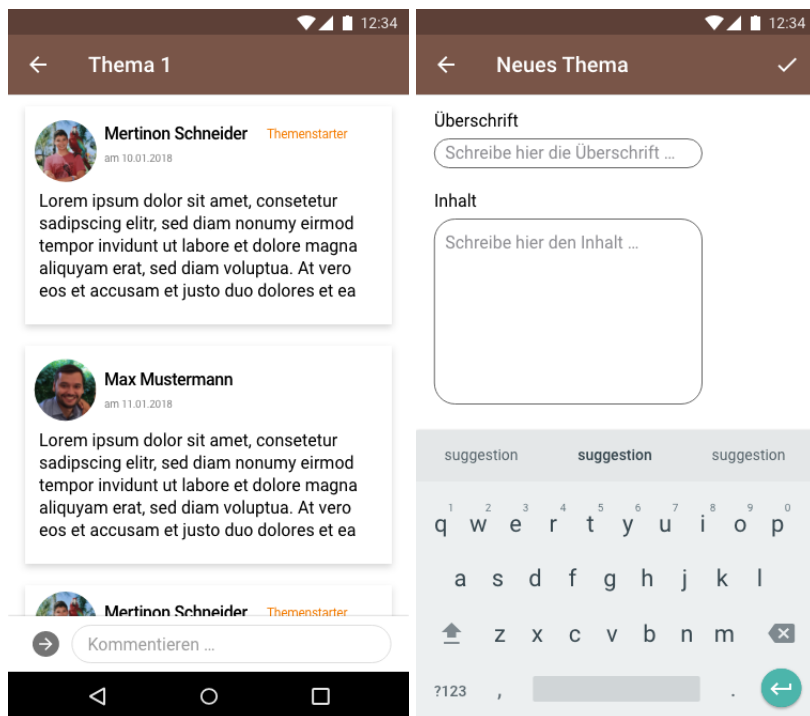 12:34
Thema 1
Mertinon Schneider Themenstarter
am 10.01.2018
Lorem ipsum dolor sit amet, consetetur
sadipscing elitr, sed diam nonumy eirmod
tempor invidunt ut labore et dolore magna
aliquyam erat, sed diam voluptua. At vero
eos et accusam et justo duo dolores et ea
Max Mustermann
am 11.01.2018
Lorem ipsum dolor sit amet, consetetur
sadipscing elitr, sed diam nonumy eirmod
tempor invidunt ut labore et dolore magna
aliquyam erat, sed diam voluptua. At vero
eos et accusam et justo duo dolores et ea
Mertinon Schneider Themenstarter
Kommentieren ...
12:34
Neues Thema
Überschrift
Schreibe hier die Überschrift ...
Inhalt
Schreibe hier den Inhalt ...
suggestion suggestion suggestion
1 2 3 4 5 6 7 8 9 0
q w e r t y u i o p
a s d f g h j k l
z x c v b n m
?123 , .